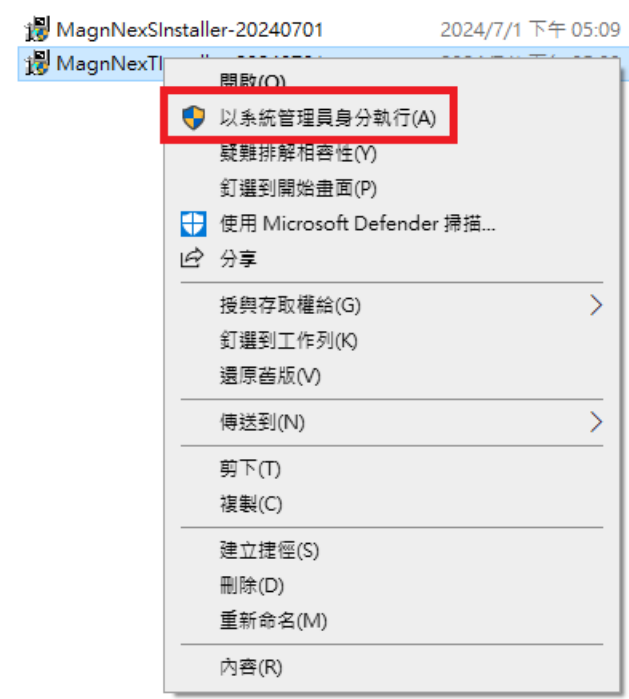 MagnNexSInstaller-20240701 2024/7/1 下午 05:09
MagnNexTI
開啟(O)
以系統管理員身分執行(A)
疑難排解相容性(Y)
釘選到開始畫面(P)
使用 Microsoft Defender 掃描...
分享
授與存取權給(G)
釘選到工作列(K)
還原舊版(V)
傳送到(N)
剪下(T)
複製(C)
建立捷徑(S)
刪除(D)
重新命名(M)
內容(R)